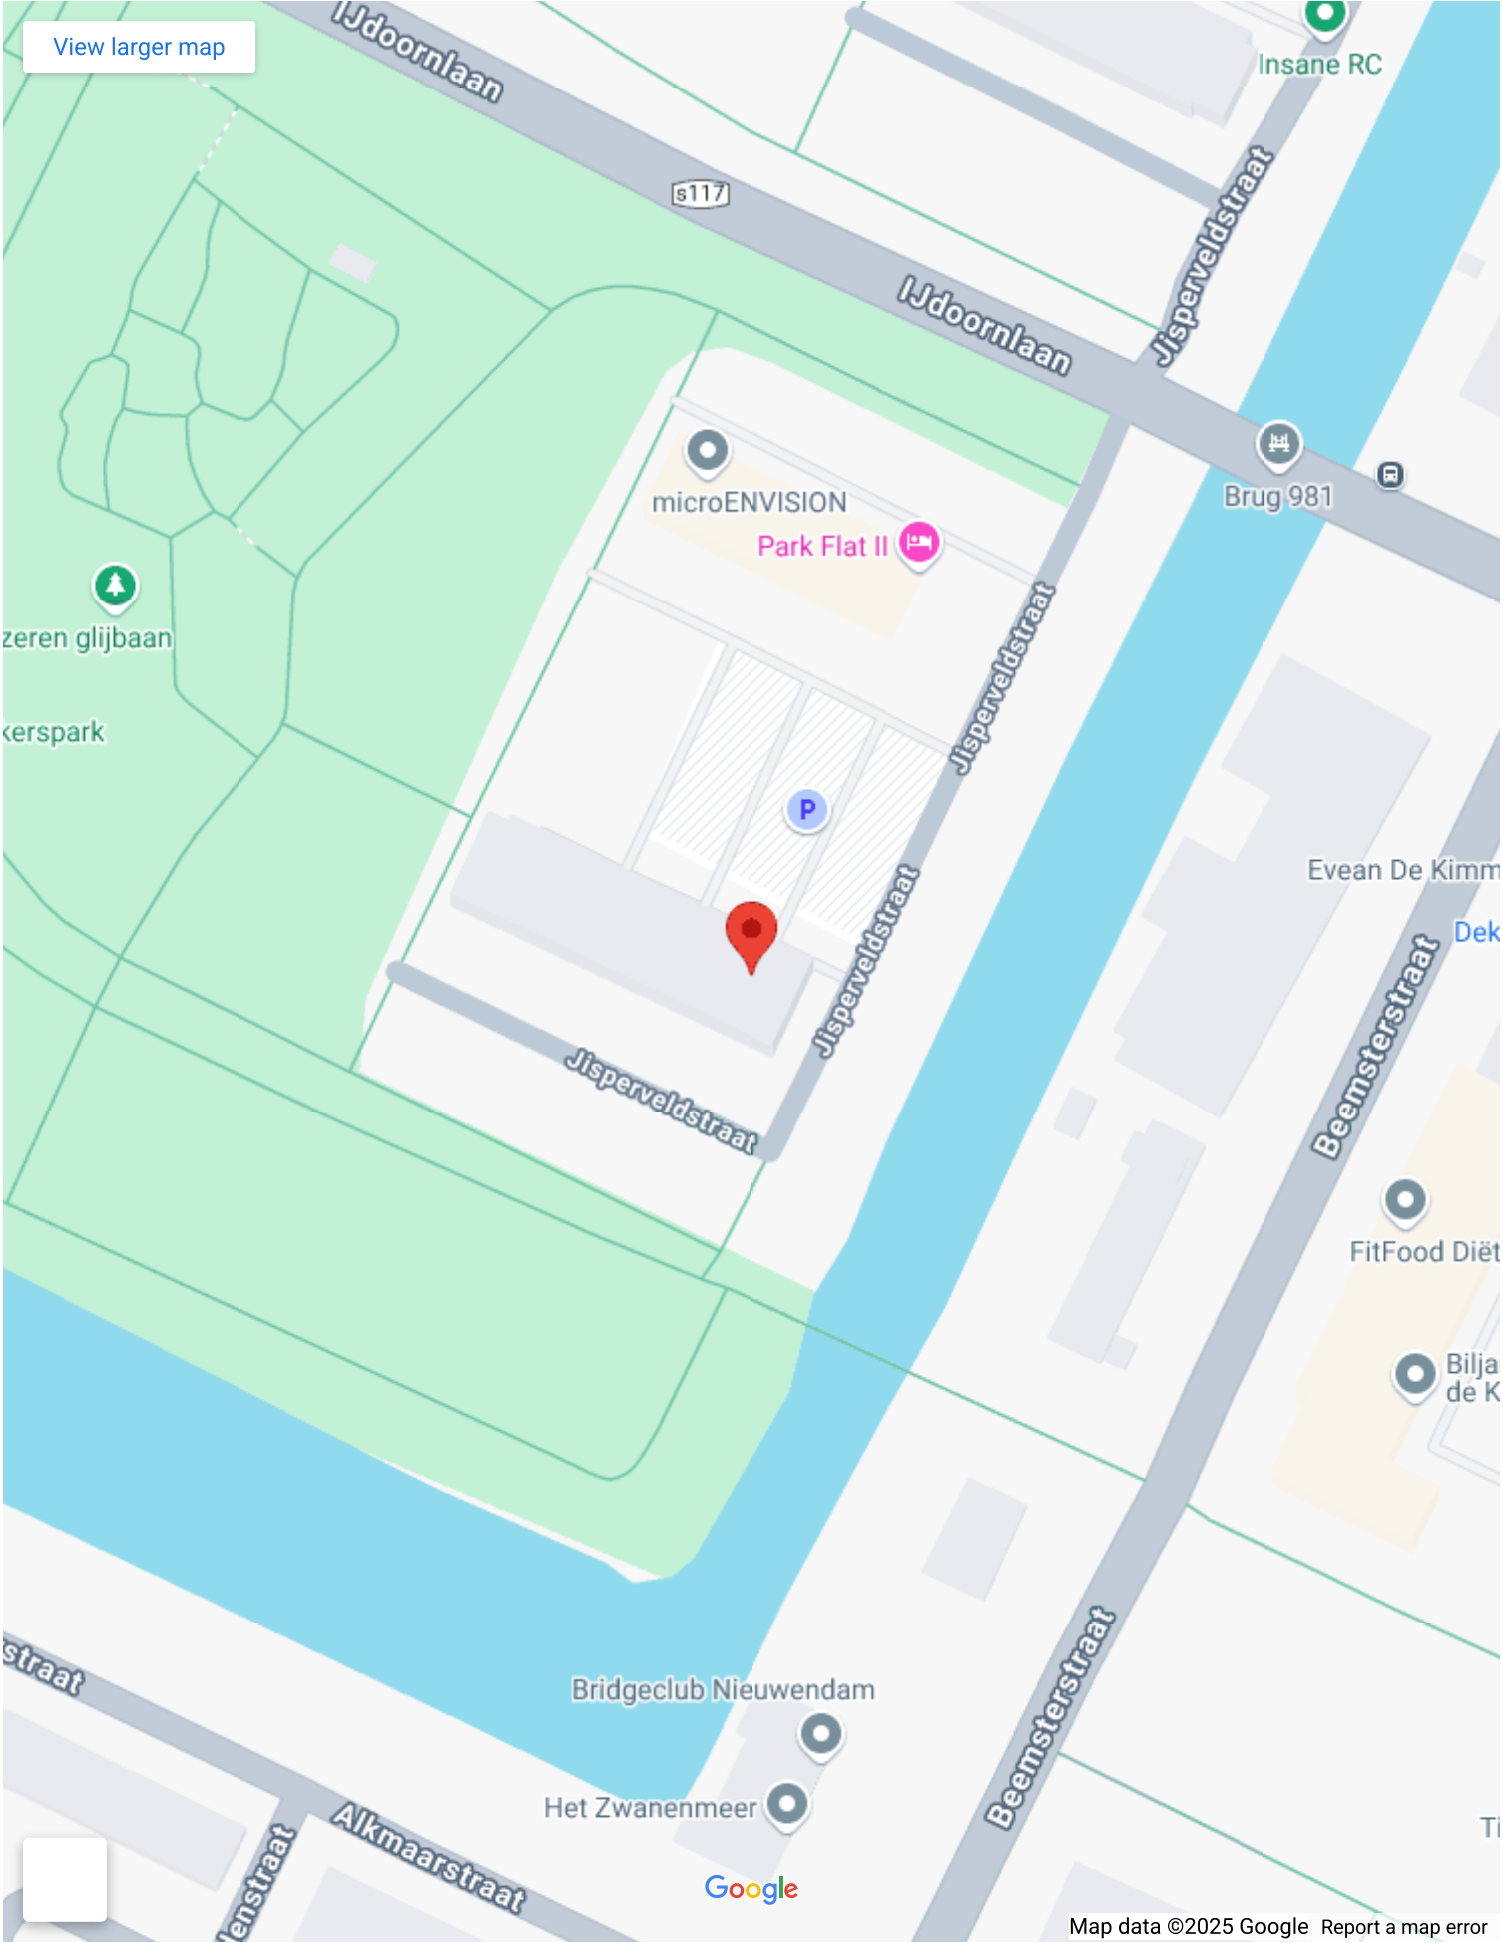 View larger map
IJdoornlaan
Insane RC
s117
Jisperveldstraat
IJdoornlaan
Brug 981
microENVISION
Park Flat II
Jisperveldstraat
zeren glijbaan
kerspark
P
Evean De Kimm
Dek
Jisperveldstraat
Beemsterstraat
Jisperveldstraat
FitFood Diët
Bilja
de K
Beemsterstraat
straat
Bridgeclub Nieuwendam
Het Zwanenmeer
Alkmaarstraat
Ti
lenstraat
Google
Map data ©2025 Google Report a map error